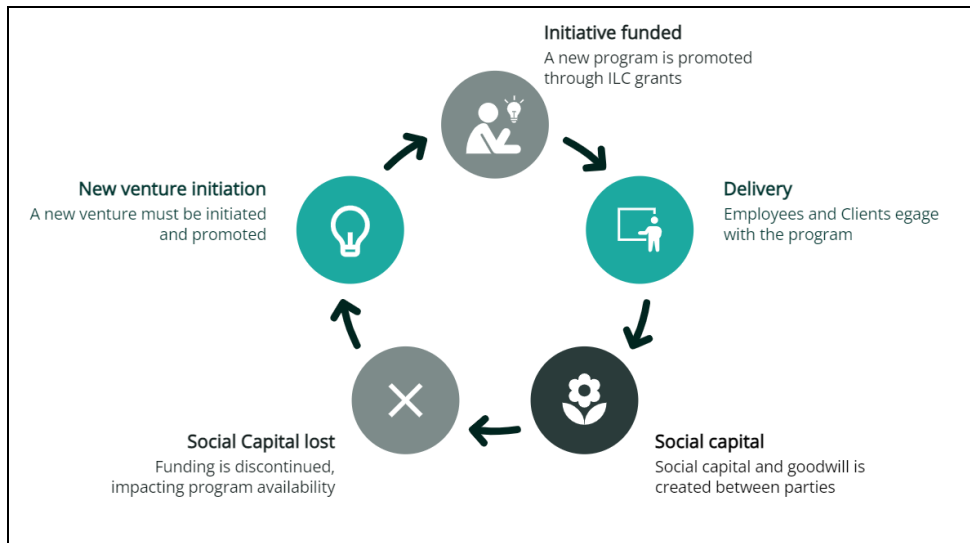 Initiative funded
A new program is promoted
through ILC grants
Delivery
Employees and Clients egage
with the program
Social capital
Social capital and goodwill is
created between parties
Social Capital lost
Funding is discontinued,
impacting program availability
New venture initiation
A new venture must be initiated
and promoted